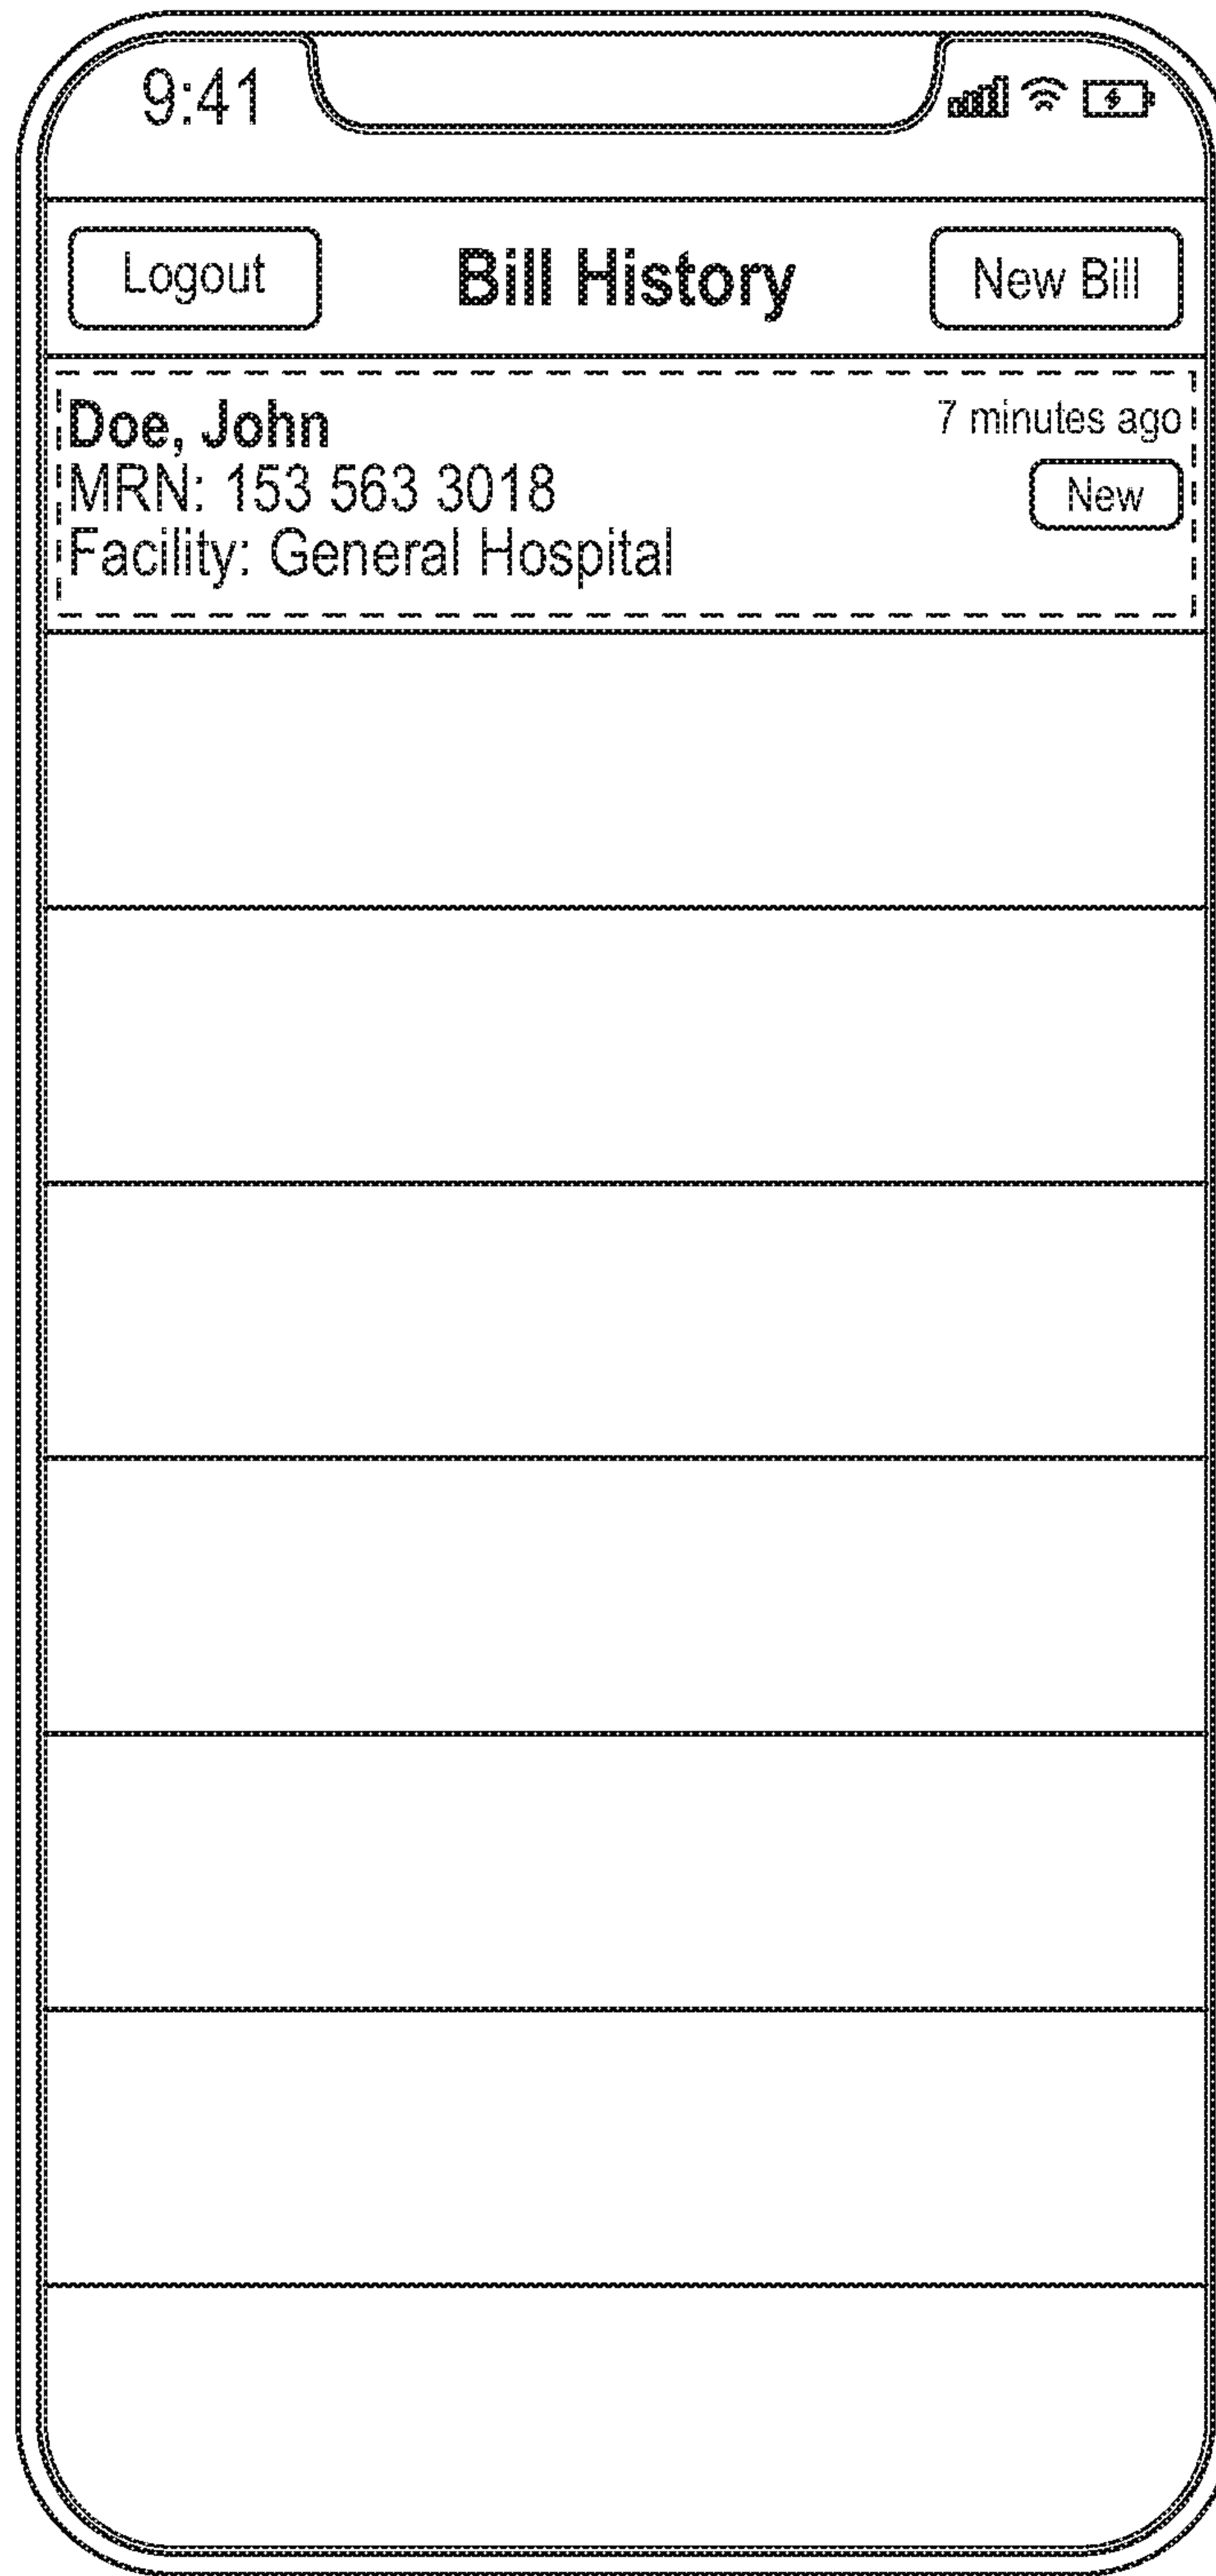 9:41
Logout Bill History New Bill
Doe, John 7 minutes ago
MRN: 153 563 3018 New
Facility: General Hospital